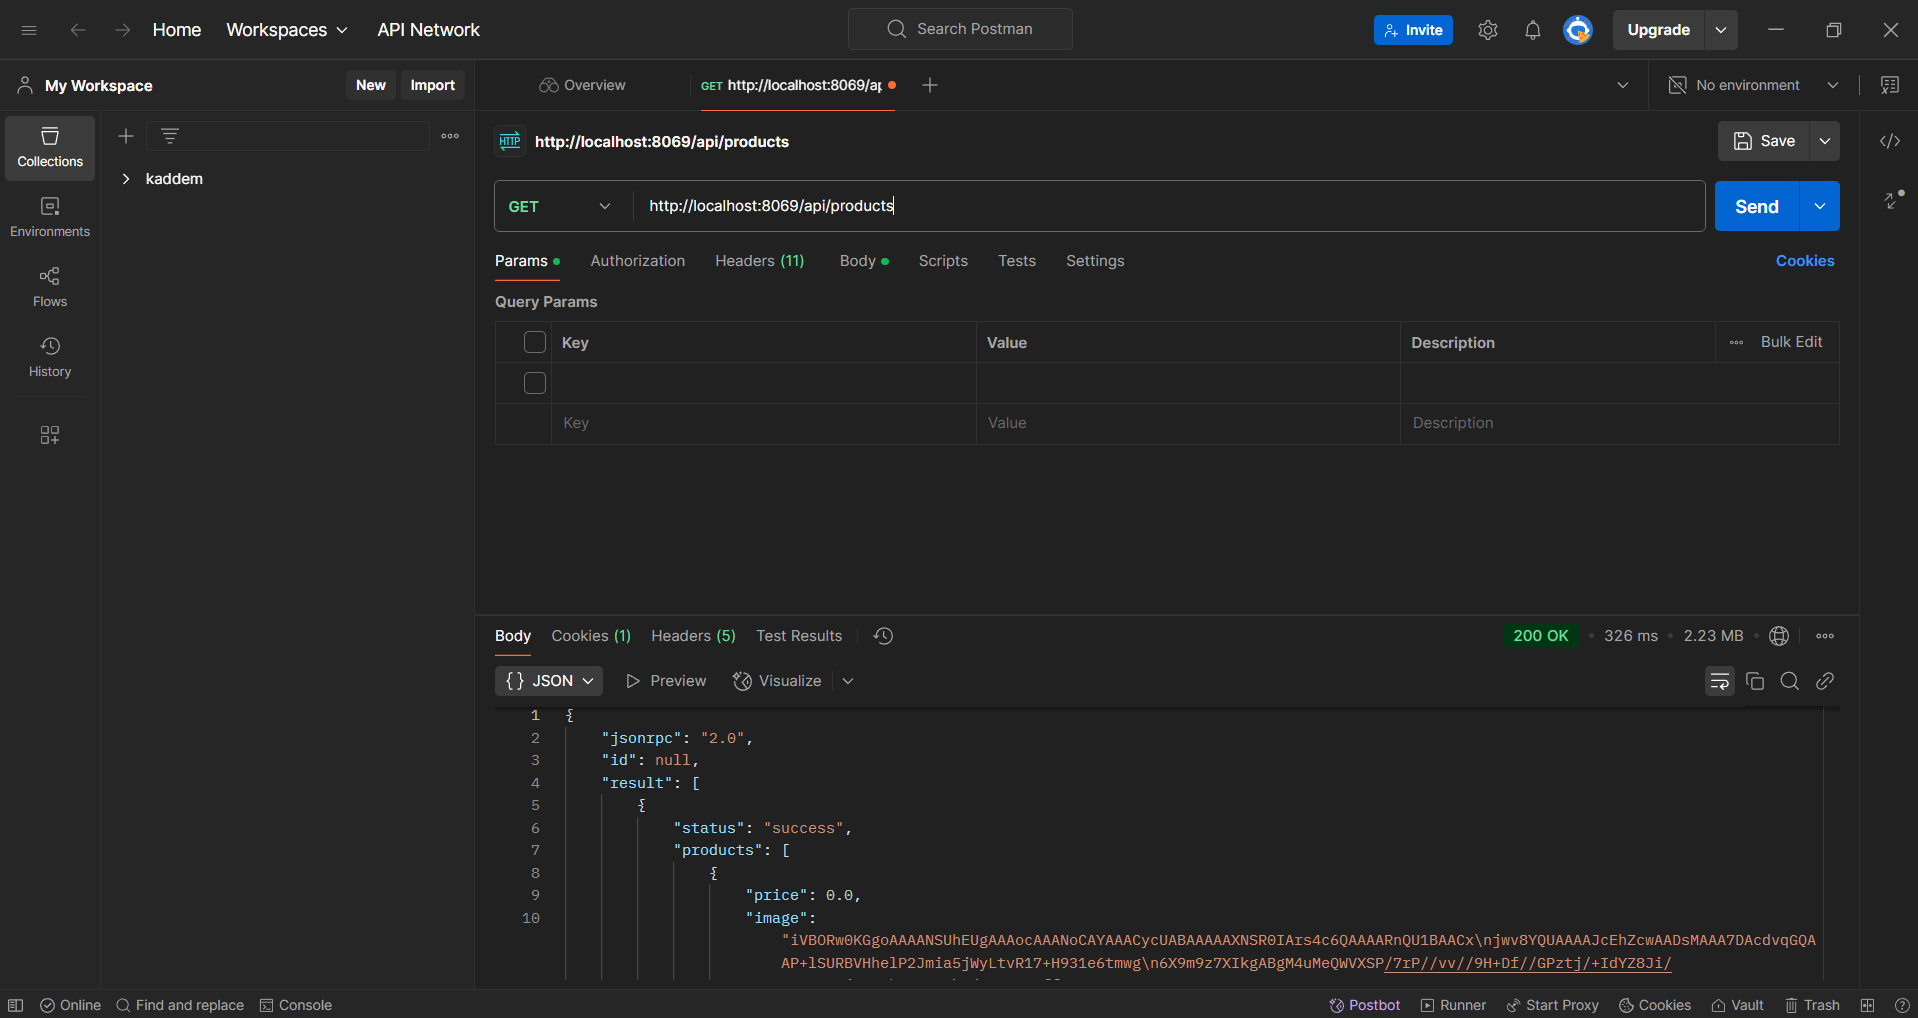 Home Workspaces API Network Search Postman Invite Upgrade
My Workspace New Import Overview GET http://localhost:8069/ap No environment
Collections
kaddem
Environments
Flows
History
HTTP http://localhost:8069/api/products Save
GET http://localhost:8069/api/products Send
Params Authorization Headers (11) Body Scripts Tests Settings Cookies
Query Params
Key Value Description Bulk Edit
Key Value Description
Body Cookies (1) Headers (5) Test Results 200 OK 326 ms 2.23 MB
{} JSON Preview Visualize
1 {
2 "jsonrpc": "2.0",
3 "id": null,
4 "result": [
5 {
6 "status": "success",
7 "products": [
8 {
9 "price": 0.0,
10 "image":
"iVBORw0KGgoAAAANSUhEUgAAAocAAANoCAYAAACycUABAAAAAXNSR0IArs4c6QAAAARnQU1BAACx\njwv8YQUAAAAJcEhZcwAADsMAAA7DAcdvqGQA
AP+lSURBVHhelP2Jmia5jWyLtvR17+H931e6tmwg\n6X9m9z7XIkgABgM4uMeQWVXSP/7rP//vv//9H+Df//GPztj/+IdYZ8Ji/
Online Find and replace Console Postbot Runner Start Proxy Cookies Vault Trash